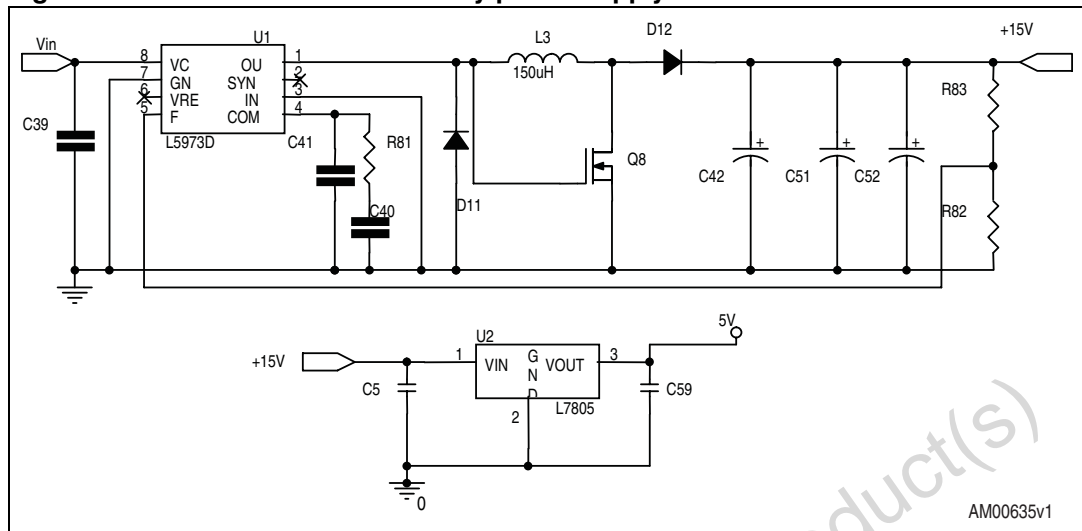 Vin
U1
L3
D12
+15V
8
VC
OU
1
7
GN
SYN
2
6
VRE
IN
3
5
F
COM
4
L5973D
150uH
C39
C41
R81
C40
D11
Q8
C42
+
C51
+
C52
+
R83
R82
+15V
U2
1
VIN
GND
VOUT
3
5V
C5
2
L7805
C59
0
duct(s)
AM00635v1